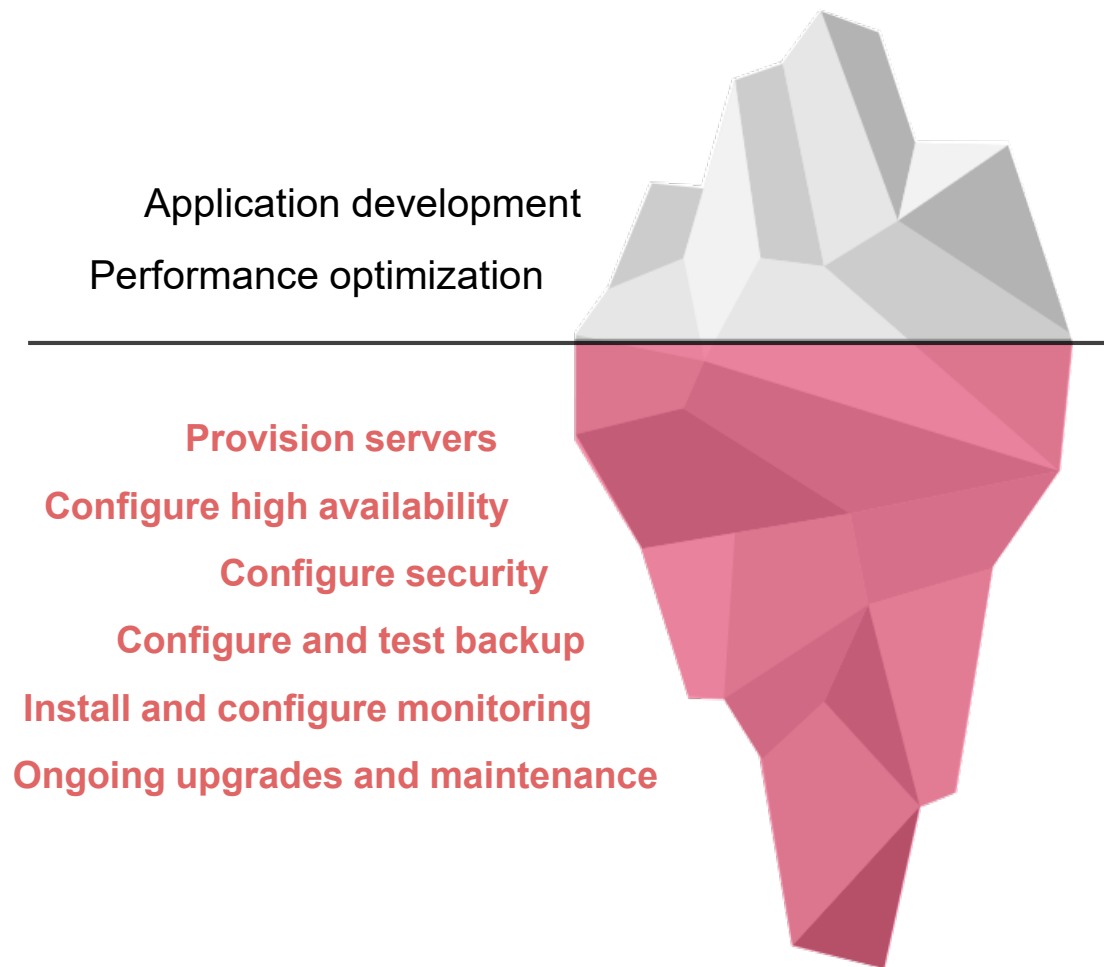 Application development
Performance optimization
Provision servers
Configure high availability
Configure security
Configure and test backup
Install and configure monitoring
Ongoing upgrades and maintenance